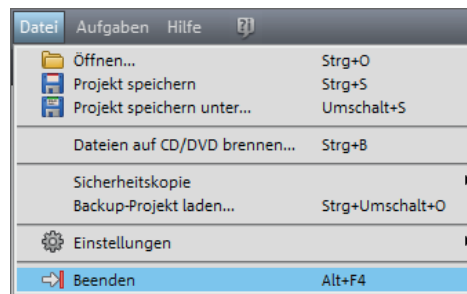 Datei Aufgaben Hilfe
Öffnen... Strg+O
Projekt speichern Strg+S
Projekt speichern unter... Umschalt+S
Dateien auf CD/DVD brennen... Strg+B
Sicherheitskopie
Backup-Projekt laden... Strg+Umschalt+O
Einstellungen
Beenden Alt+F4